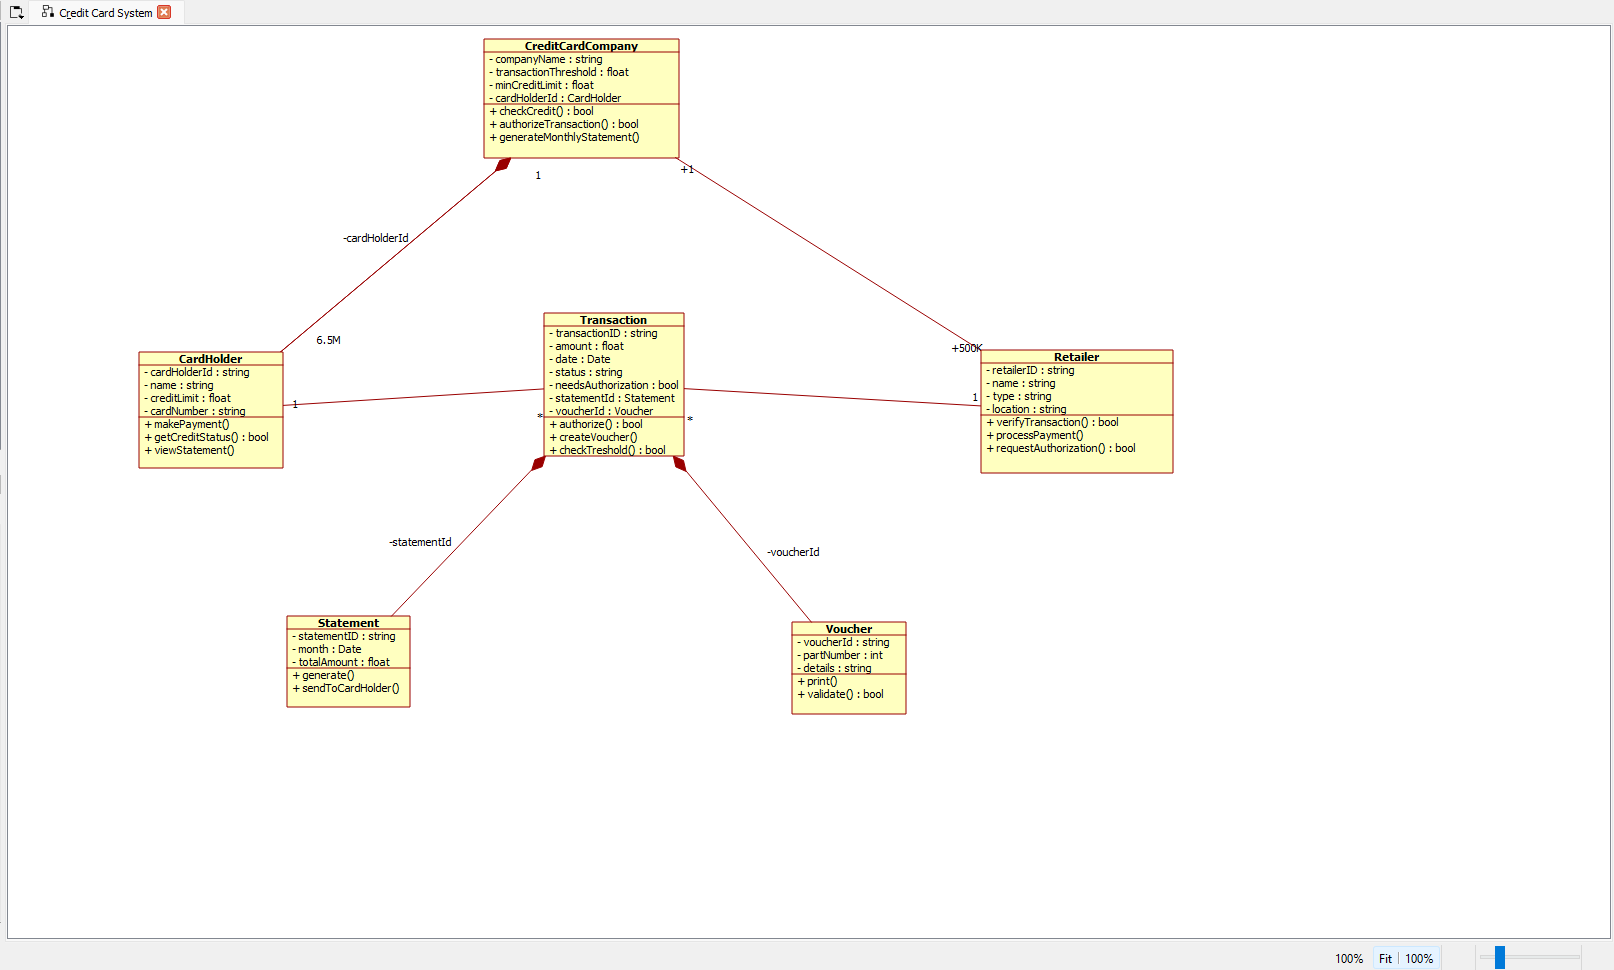 Credit Card System
CreditCardCompany
- companyName : string
- transactionThreshold : float
- minCreditLimit : float
- cardHolderId : CardHolder
+ checkCredit() : bool
+ authorizeTransaction() : bool
+ generateMonthlyStatement()
1
+1
-cardHolderId
6.5M
+500K
CardHolder
- cardHolderId : string
- name : string
- creditLimit : float
- cardNumber : string
+ makePayment()
+ getCreditStatus() : bool
+ viewStatement()
1
*
Transaction
- transactionID : string
- amount : float
- date : Date
- status : string
- needsAuthorization : bool
- statementId : Statement
- voucherId : Voucher
+ authorize() : bool
+ createVoucher()
+ checkTreshold() : bool
*
1
Retailer
- retailerID : string
- name : string
- type : string
- location : string
+ verifyTransaction() : bool
+ processPayment()
+ requestAuthorization() : bool
-statementId
-voucherId
Statement
- statementID : string
- month : Date
- totalAmount : float
+ generate()
+ sendToCardHolder()
Voucher
- voucherId : string
- partNumber : int
- details : string
+ print()
+ validate() : bool
100%
Fit
100%